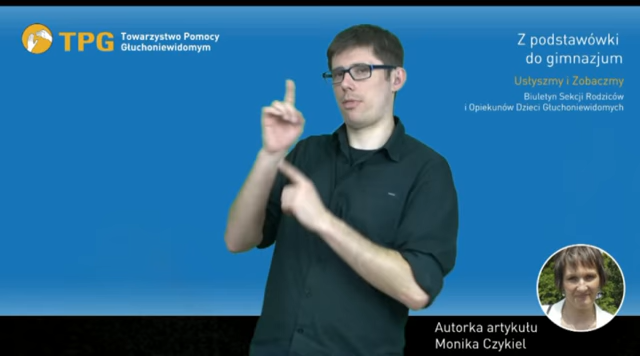 TPG
Towarzystwo Pomocy
Głuchoniewidomym
Z podstawówki
do gimnazjum
Usłyszmy i Zobaczmy
Biuletyn Sekcji Rodziców
i Opiekunów Dzieci Głuchoniewidomych
Autorka artykułu
Monika Czykiel